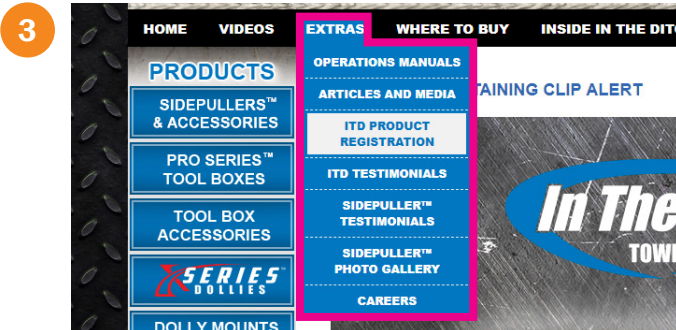 3
HOME VIDEOS EXTRAS WHERE TO BUY INSIDE IN THE DITC
PRODUCTS
SIDEPULLERS™
& ACCESSORIES
PRO SERIES™
TOOL BOXES
TOOL BOX
ACCESSORIES
X SERIES™
DOLLIES
DOLLY MOUNTS
OPERATIONS MANUALS
ARTICLES AND MEDIA
ITD PRODUCT
REGISTRATION
ITD TESTIMONIALS
SIDEPULLER™
TESTIMONIALS
SIDEPULLER™
PHOTO GALLERY
CAREERS
TAINING CLIP ALERT
In The
TOW